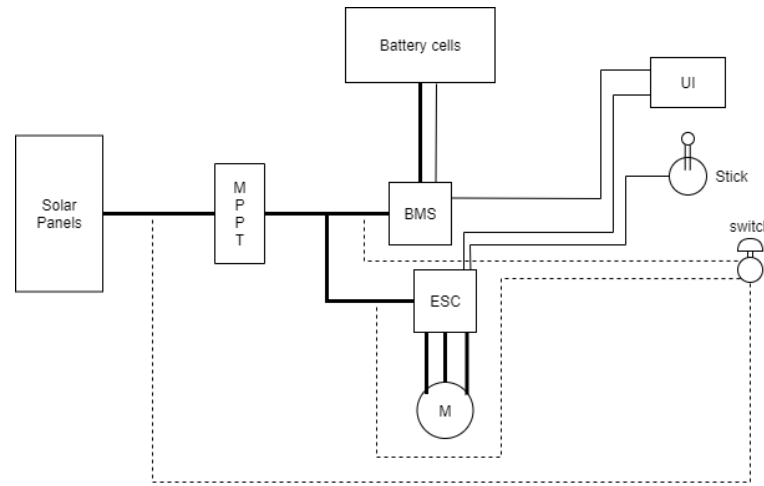 Battery cells
UI
Solar
Panels
M
P
P
T
BMS
Stick
switch
ESC
M